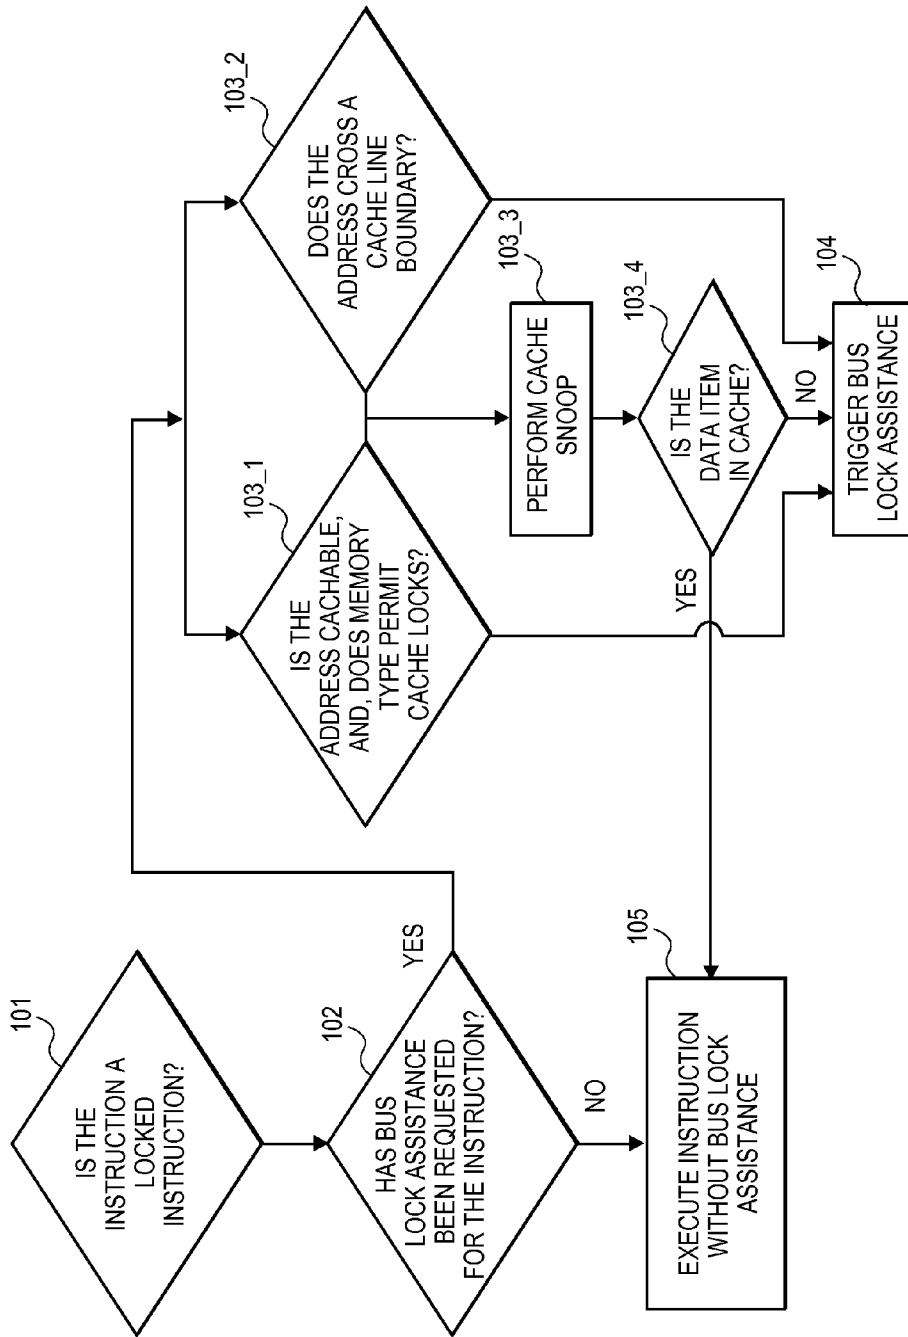 101
IS THE
INSTRUCTION A
LOCKED
INSTRUCTION?
102
HAS BUS
LOCK ASSISTANCE
BEEN REQUESTED
FOR THE INSTRUCTION?
YES
NO
105
EXECUTE INSTRUCTION
WITHOUT BUS LOCK
ASSISTANCE
103_1
IS THE
ADDRESS CACHABLE,
AND, DOES MEMORY
TYPE PERMIT
CACHE LOCKS?
103_2
DOES THE
ADDRESS CROSS A
CACHE LINE
BOUNDARY?
103_3
PERFORM CACHE
SNOOP
103_4
IS THE
DATA ITEM
IN CACHE?
YES
NO
104
TRIGGER BUS
LOCK ASSISTANCE